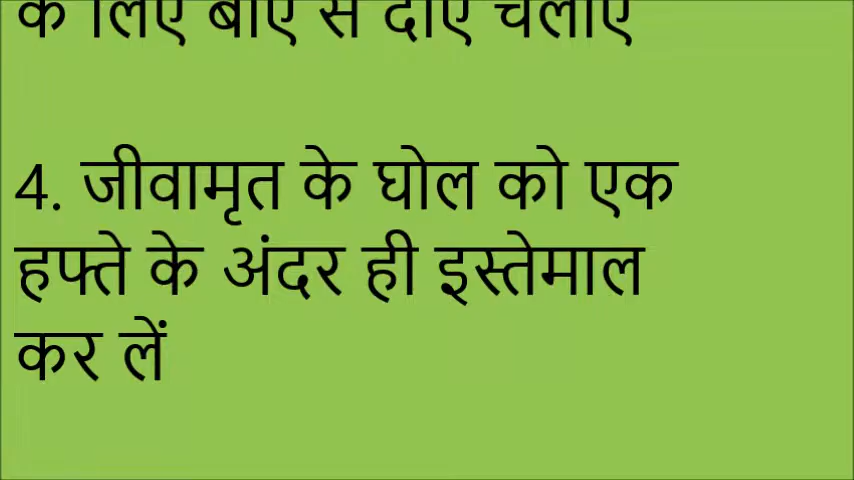 के लिए बाएं से दाएं चलाएं
4. जीवामृत के घोल को एक
हफ्ते के अंदर ही इस्तेमाल
कर लें